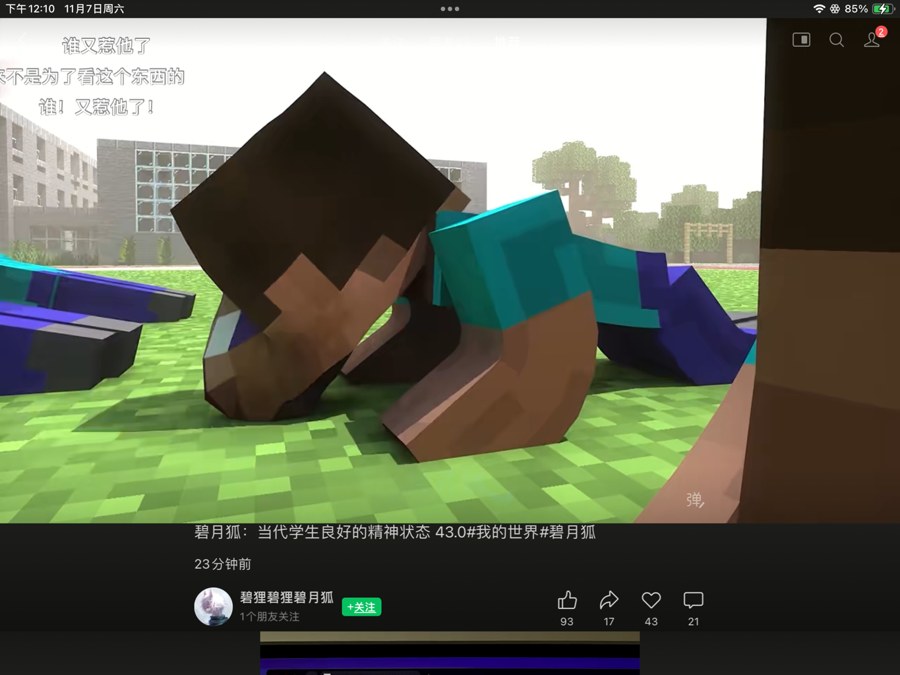 下午12:10 11月7日周六
85%
谁又惹他了
来不是为了看这个东西的
谁！又惹他了！
2
弹
碧月狐：当代学生良好的精神状态 43.0#我的世界#碧月狐
23分钟前
碧狸碧狸碧月狐
1个朋友关注
+关注
93 17 43 21